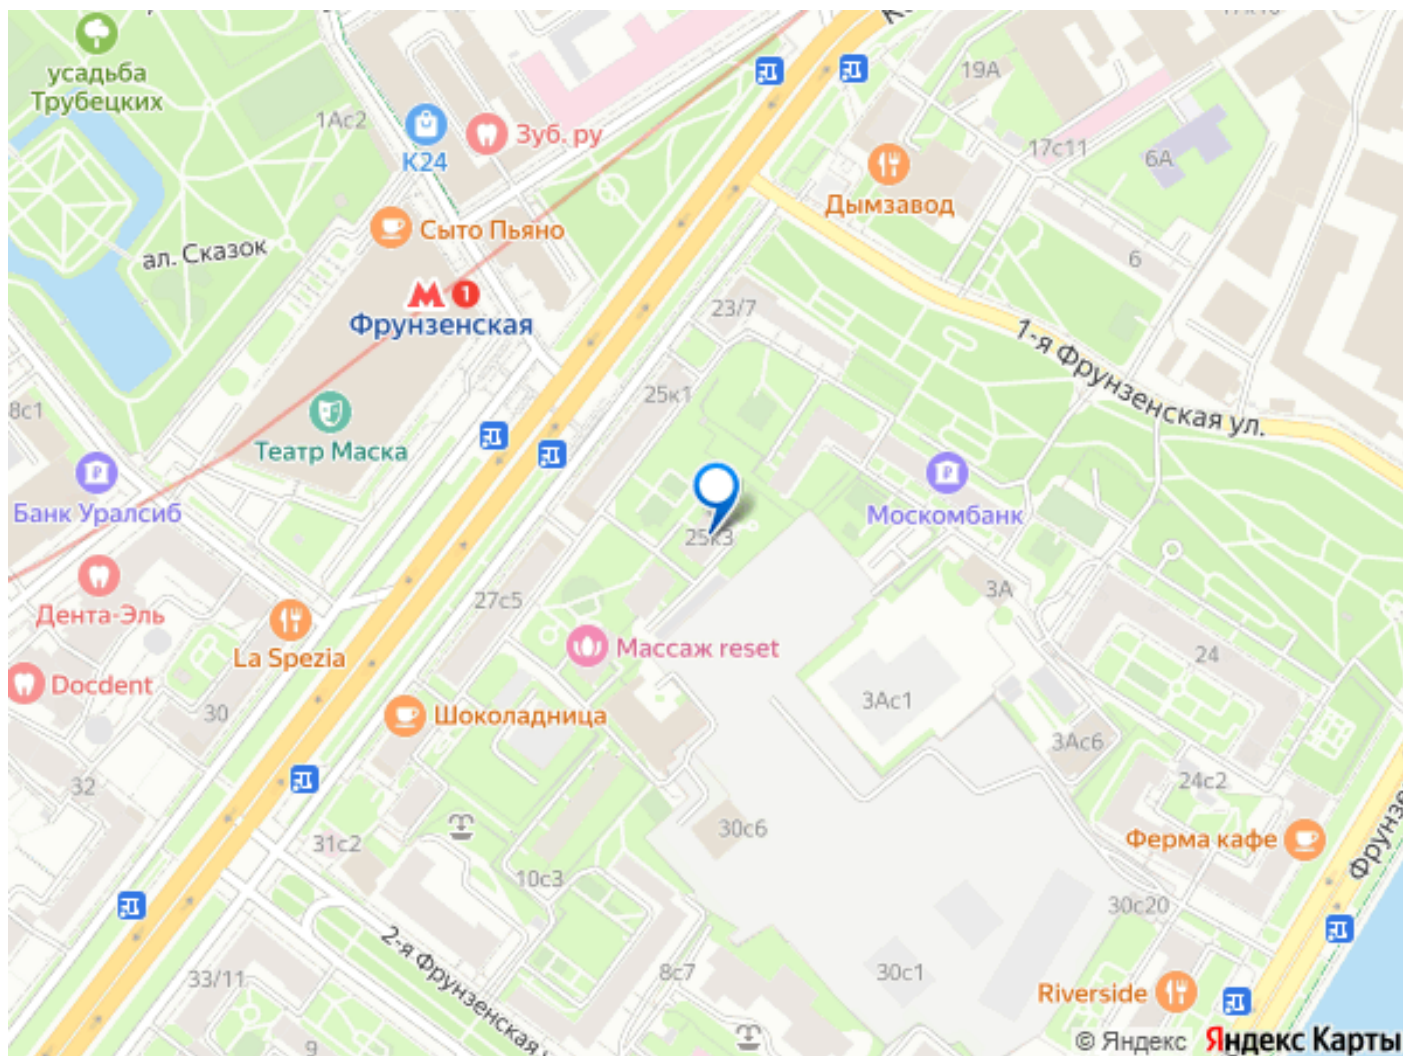 усадьба
Трубецких
1Ас2
К24
Зуб. ру
19А
17с11
6А
Дымзавод
Сыто Пьяно
ал. Сказок
6
М 1
Фрунзенская
23/7
1-я Фрунзенская ул.
25к1
8с1
Театр Маска
Банк Уралсиб
Москомбанк
25к3
Дента-Эль
27с5
3А
La Spezia
Массаж reset
24
Docdent
3Ас1
30
Шоколадница
3Ас6
32
24с2
30с6
Ферма кафе
31с2
10с3
30с20
2-я Фрунзенская
33/11
8с7
30с1
Riverside
9
© Яндекс Яндекс Карты